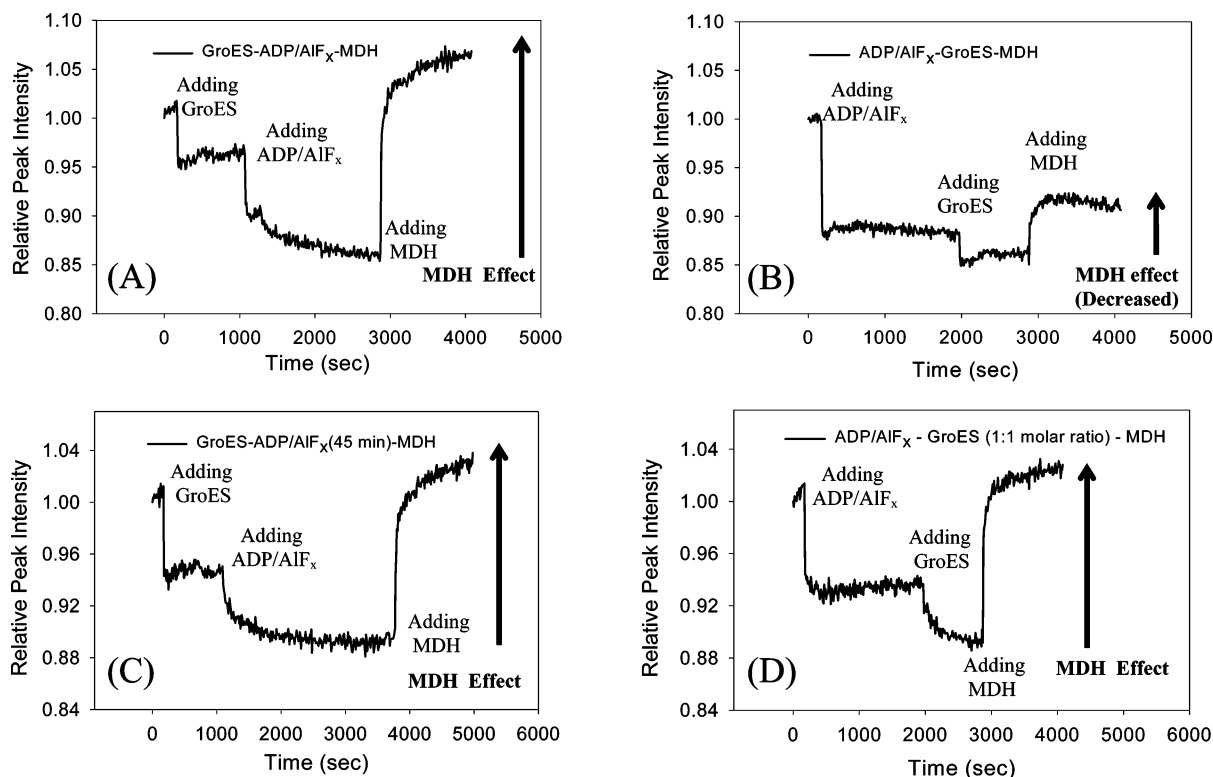 GroES-ADP/AlFx-MDH
Adding
GroES
Adding
ADP/AlFx
Adding
MDH
MDH Effect
(A)
Relative Peak Intensity
1.10
1.05
1.00
0.95
0.90
0.85
0.80
0 1000 2000 3000 4000 5000
Time (sec)
ADP/AlFx-GroES-MDH
Adding
ADP/AlFx
Adding
MDH
Adding
GroES
MDH effect
(Decreased)
(B)
Relative Peak Intensity
1.10
1.05
1.00
0.95
0.90
0.85
0.80
0 1000 2000 3000 4000 5000
Time (sec)
GroES-ADP/AlFx(45 min)-MDH
Adding
GroES
Adding
ADP/AlFx
Adding
MDH
MDH Effect
(C)
Relative Peak Intensity
1.04
1.00
0.96
0.92
0.88
0.84
0 1000 2000 3000 4000 5000 6000
Time (sec)
ADP/AlFx - GroES (1:1 molar ratio) - MDH
Adding
ADP/AlFx
Adding
GroES
Adding
MDH
MDH Effect
(D)
Relative Peak Intensity
1.04
1.00
0.96
0.92
0.88
0.84
0 1000 2000 3000 4000 5000 6000
Time (sec)